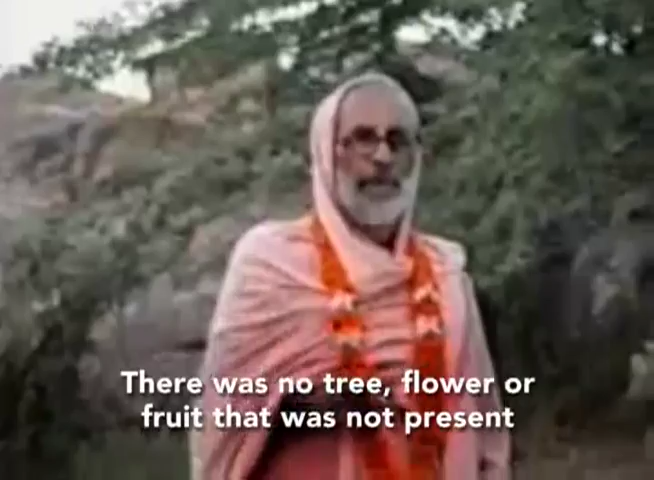 There was no tree, flower or
fruit that was not present